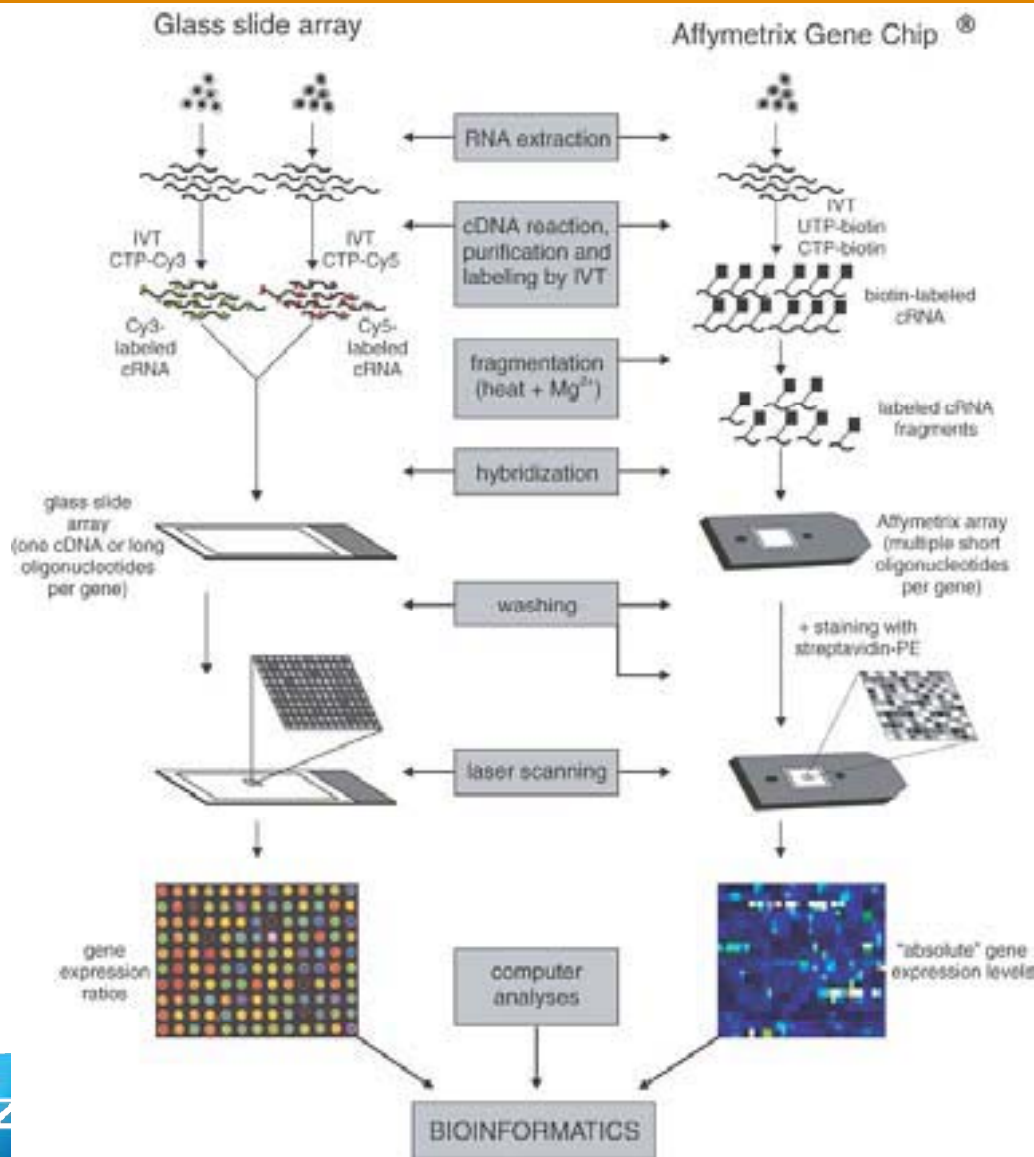 Glass slide array
Affymetrix Gene Chip ®
RNA extraction
IVT
CTP-Cy3
IVT
CTP-Cy5
cDNA reaction,
purification and
labeling by IVT
IVT
UTP-biotin
CTP-biotin
Cy3-
labeled
cRNA
Cy5-
labeled
cRNA
biotin-labeled
cRNA
fragmentation
(heat + Mg²⁺)
labeled cRNA
fragments
hybridization
glass slide
array
(one cDNA or long
oligonucleotides
per gene)
Affymetrix array
(multiple short
oligonucleotides
per gene)
washing
+ staining with
streptavidin-PE
laser scanning
gene
expression
ratios
computer
analyses
"absolute" gene
expression levels
BIOINFORMATICS